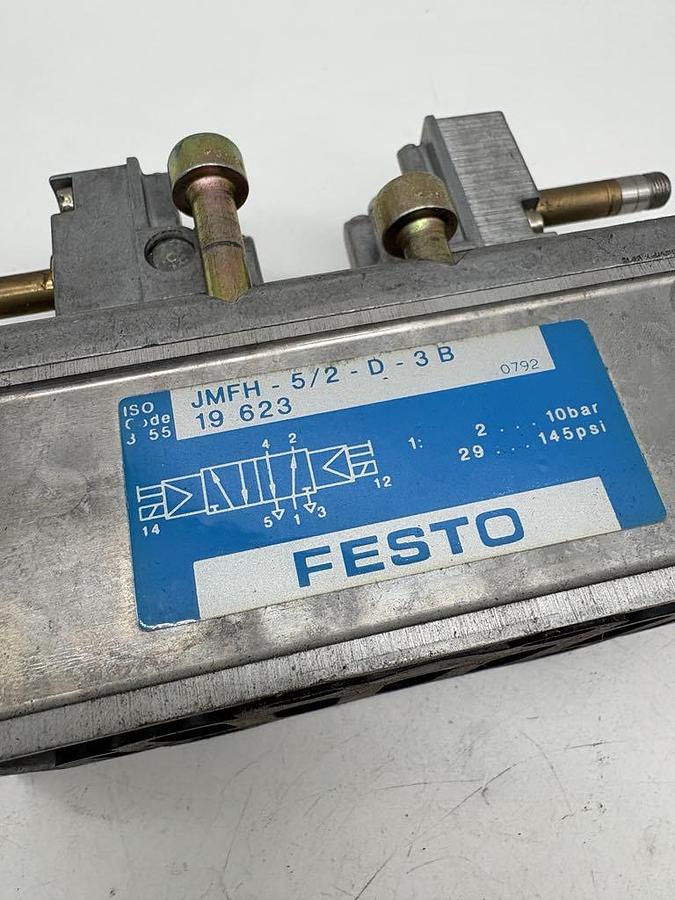 JMFH - 5/2 - D - 3 B
0792
ISO
Code
55
19 623
4 2
1: 2 . . . 10bar
29 . . . 145psi
14
5 1 3
12
FESTO